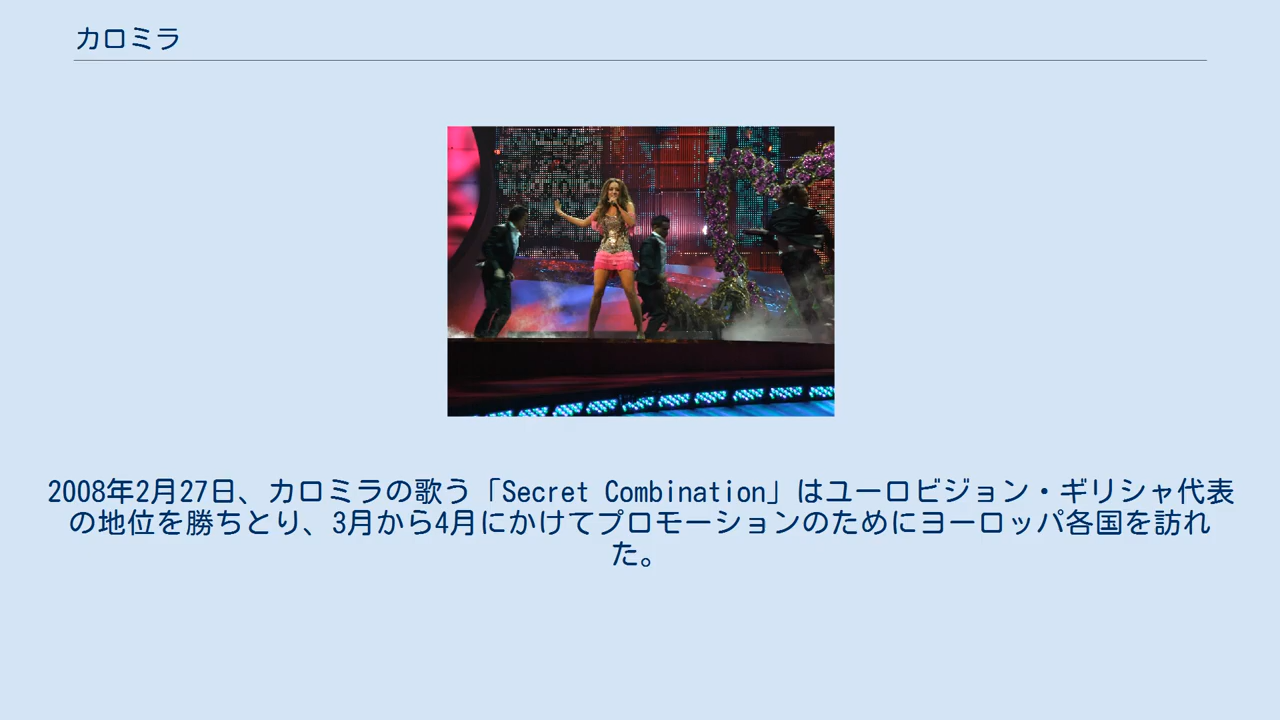 カロミラ
2008年2月27日、カロミラの歌う「Secret Combination」はユーロビジョン・ギリシャ代表
の地位を勝ちとり、3月から4月にかけてプロモーションのためにヨーロッパ各国を訪れ
た。